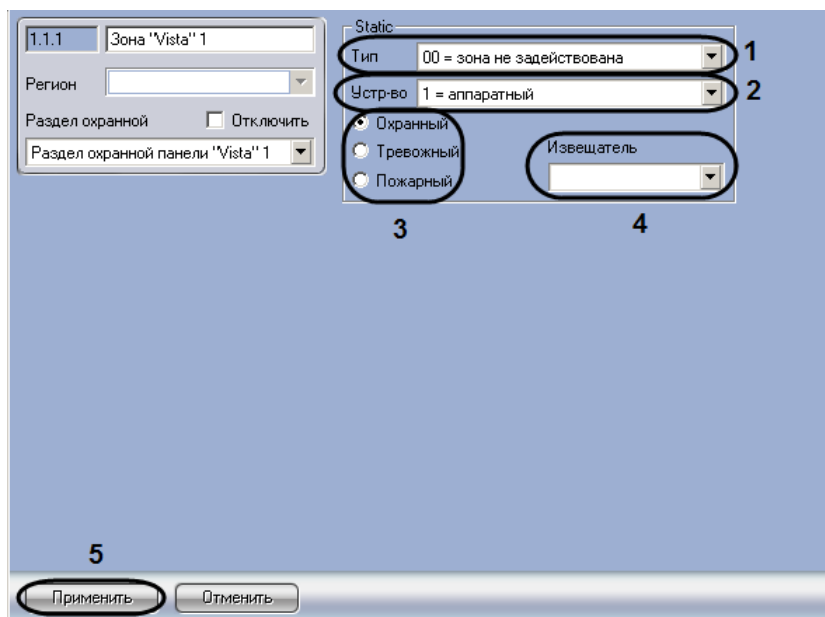 1.1.1 Зона "Vista" 1
Регион
Раздел охранной Отключить
Раздел охранной панели "Vista" 1
Static
Тип 00 = зона не задействована 1
Устр-во 1 = аппаратный 2
Охранный
Тревожный
Пожарный
3
Извещатель
4
5
Применить Отменить